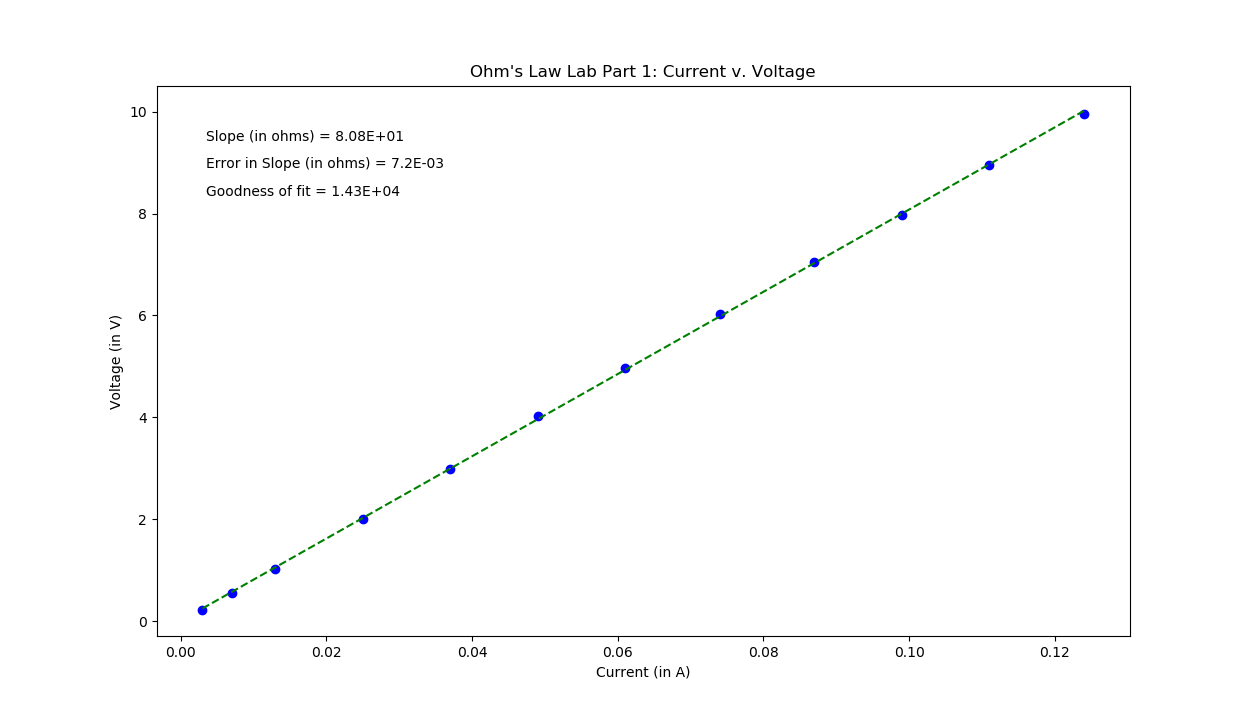 Ohm's Law Lab Part 1: Current v. Voltage
10
8
6
4
2
0
Voltage (in V)
Slope (in ohms) = 8.08E+01
Error in Slope (in ohms) = 7.2E-03
Goodness of fit = 1.43E+04
0.00 0.02 0.04 0.06 0.08 0.10 0.12
Current (in A)